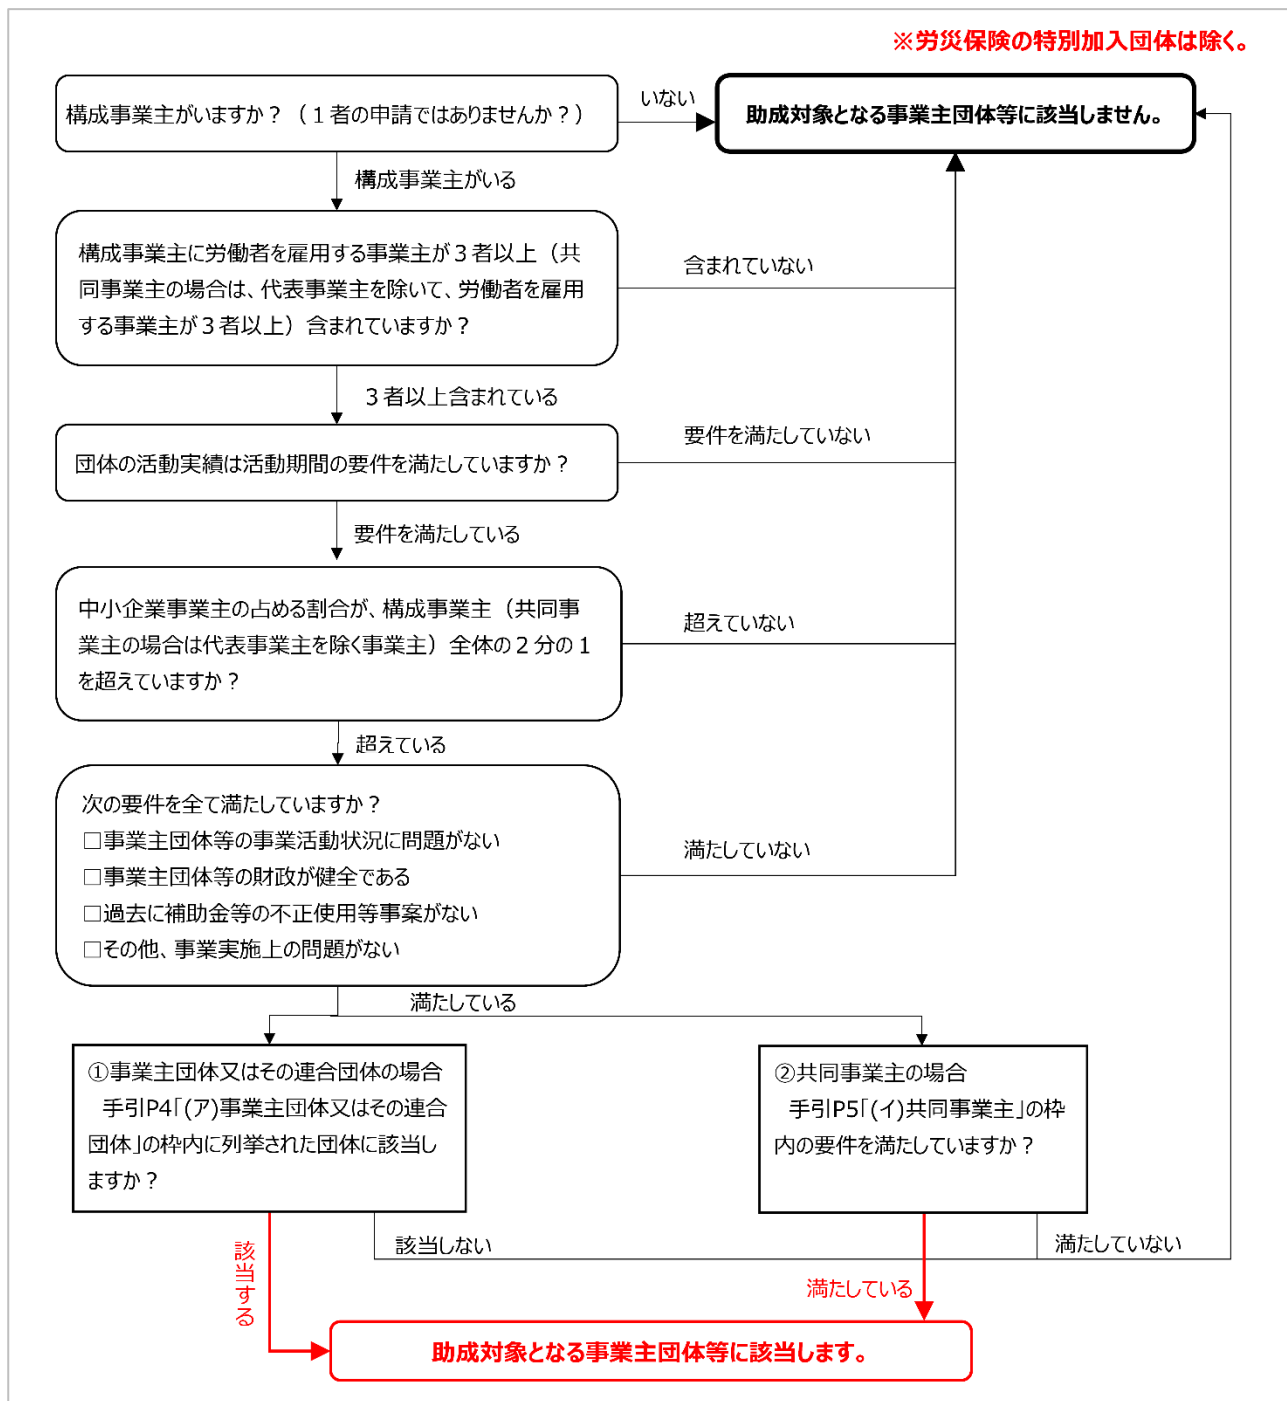 ※労災保険の特別加入団体は除く。
構成事業主がいますか？（１者の申請ではありませんか？）
いない
助成対象となる事業主団体等に該当しません。
構成事業主がいる
構成事業主に労働者を雇用する事業主が３者以上（共
同事業主の場合は、代表事業主を除いて、労働者を雇用
する事業主が３者以上）含まれていますか？
含まれていない
３者以上含まれている
団体の活動実績は活動期間の要件を満たしていますか？
要件を満たしていない
要件を満たしている
中小企業事業主の占める割合が、構成事業主（共同事
業主の場合は代表事業主を除く事業主）全体の２分の１
を超えていますか？
超えていない
超えている
次の要件を全て満たしていますか？
□事業主団体等の事業活動状況に問題がない
□事業主団体等の財政が健全である
□過去に補助金等の不正使用等事案がない
□その他、事業実施上の問題がない
満たしていない
満たしている
①事業主団体又はその連合団体の場合
手引P4「(ア)事業主団体又はその連合
団体」の枠内に列挙された団体に該当し
ますか？
②共同事業主の場合
手引P5「(イ)共同事業主」の枠
内の要件を満たしていますか？
該当する
該当しない
満たしている
満たしていない
助成対象となる事業主団体等に該当します。